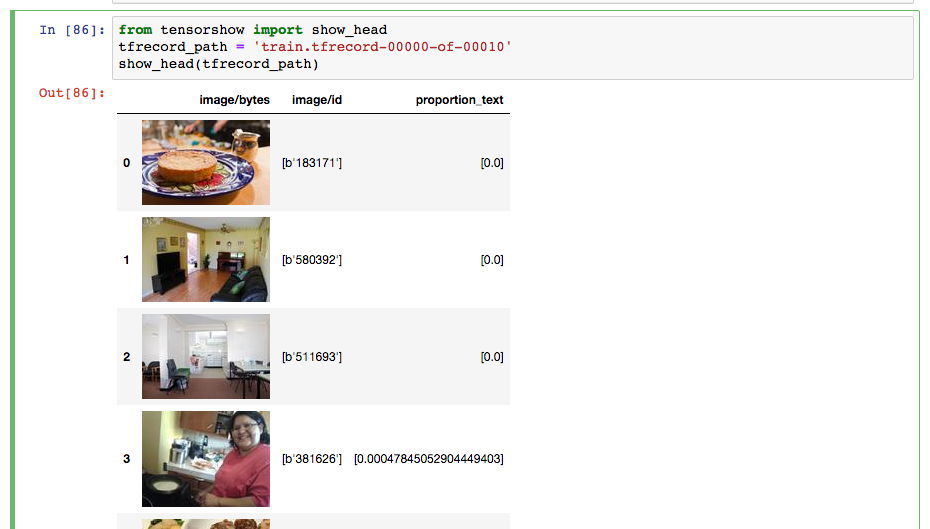 In [86]: from tensorshow import show_head
tfrecord_path = 'train.tfrecord-00000-of-00010'
show_head(tfrecord_path)
Out[86]:
image/bytes image/id proportion_text
0 [b'183171'] [0.0]
1 [b'580392'] [0.0]
2 [b'511693'] [0.0]
3 [b'381626'] [0.00047845052904449403]